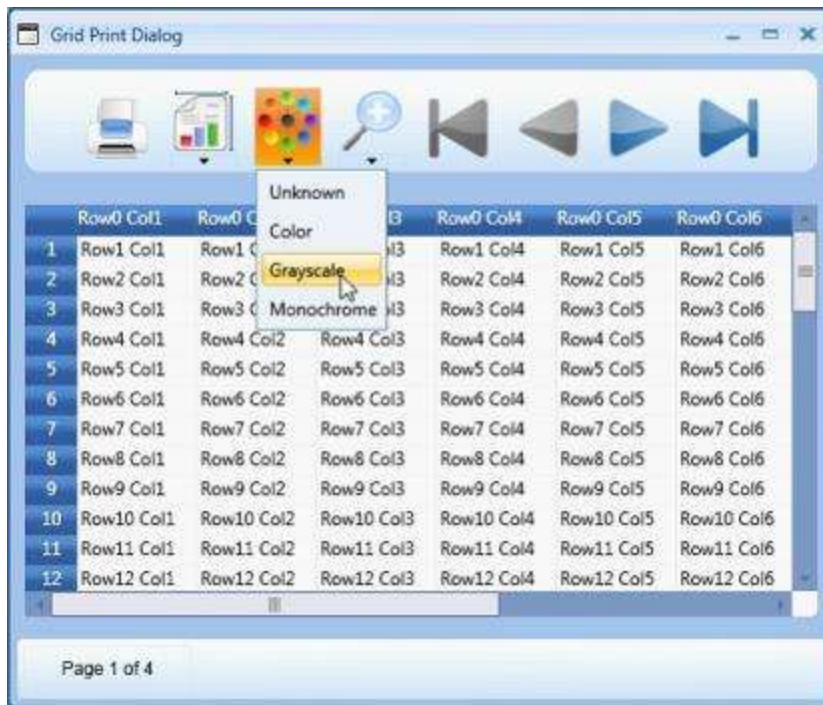 Grid Print Dialog
Unknown
Color
Grayscale
Monochrome
Row0 Col1 Row0 C l3 Row0 Col4 Row0 Col5 Row0 Col6
1 Row1 Col1 Row1 C l3 Row1 Col4 Row1 Col5 Row1 Col6
2 Row2 Col1 Row2 C l3 Row2 Col4 Row2 Col5 Row2 Col6
3 Row3 Col1 Row3 C l3 Row3 Col4 Row3 Col5 Row3 Col6
4 Row4 Col1 Row4 Col2 Row4 Col3 Row4 Col4 Row4 Col5 Row4 Col6
5 Row5 Col1 Row5 Col2 Row5 Col3 Row5 Col4 Row5 Col5 Row5 Col6
6 Row6 Col1 Row6 Col2 Row6 Col3 Row6 Col4 Row6 Col5 Row6 Col6
7 Row7 Col1 Row7 Col2 Row7 Col3 Row7 Col4 Row7 Col5 Row7 Col6
8 Row8 Col1 Row8 Col2 Row8 Col3 Row8 Col4 Row8 Col5 Row8 Col6
9 Row9 Col1 Row9 Col2 Row9 Col3 Row9 Col4 Row9 Col5 Row9 Col6
10 Row10 Col1 Row10 Col2 Row10 Col3 Row10 Col4 Row10 Col5 Row10 Col6
11 Row11 Col1 Row11 Col2 Row11 Col3 Row11 Col4 Row11 Col5 Row11 Col6
12 Row12 Col1 Row12 Col2 Row12 Col3 Row12 Col4 Row12 Col5 Row12 Col6
Page 1 of 4